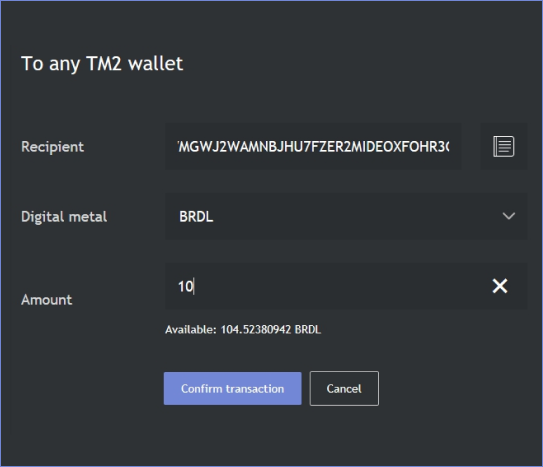 To any TM2 wallet
Recipient
MGWJ2WAMNBJHU7FZER2MIDEOXFOHR3
Digital metal
BRDL
10
Amount
Available: 104.52380942 BRDL
Confirm transaction
Cancel